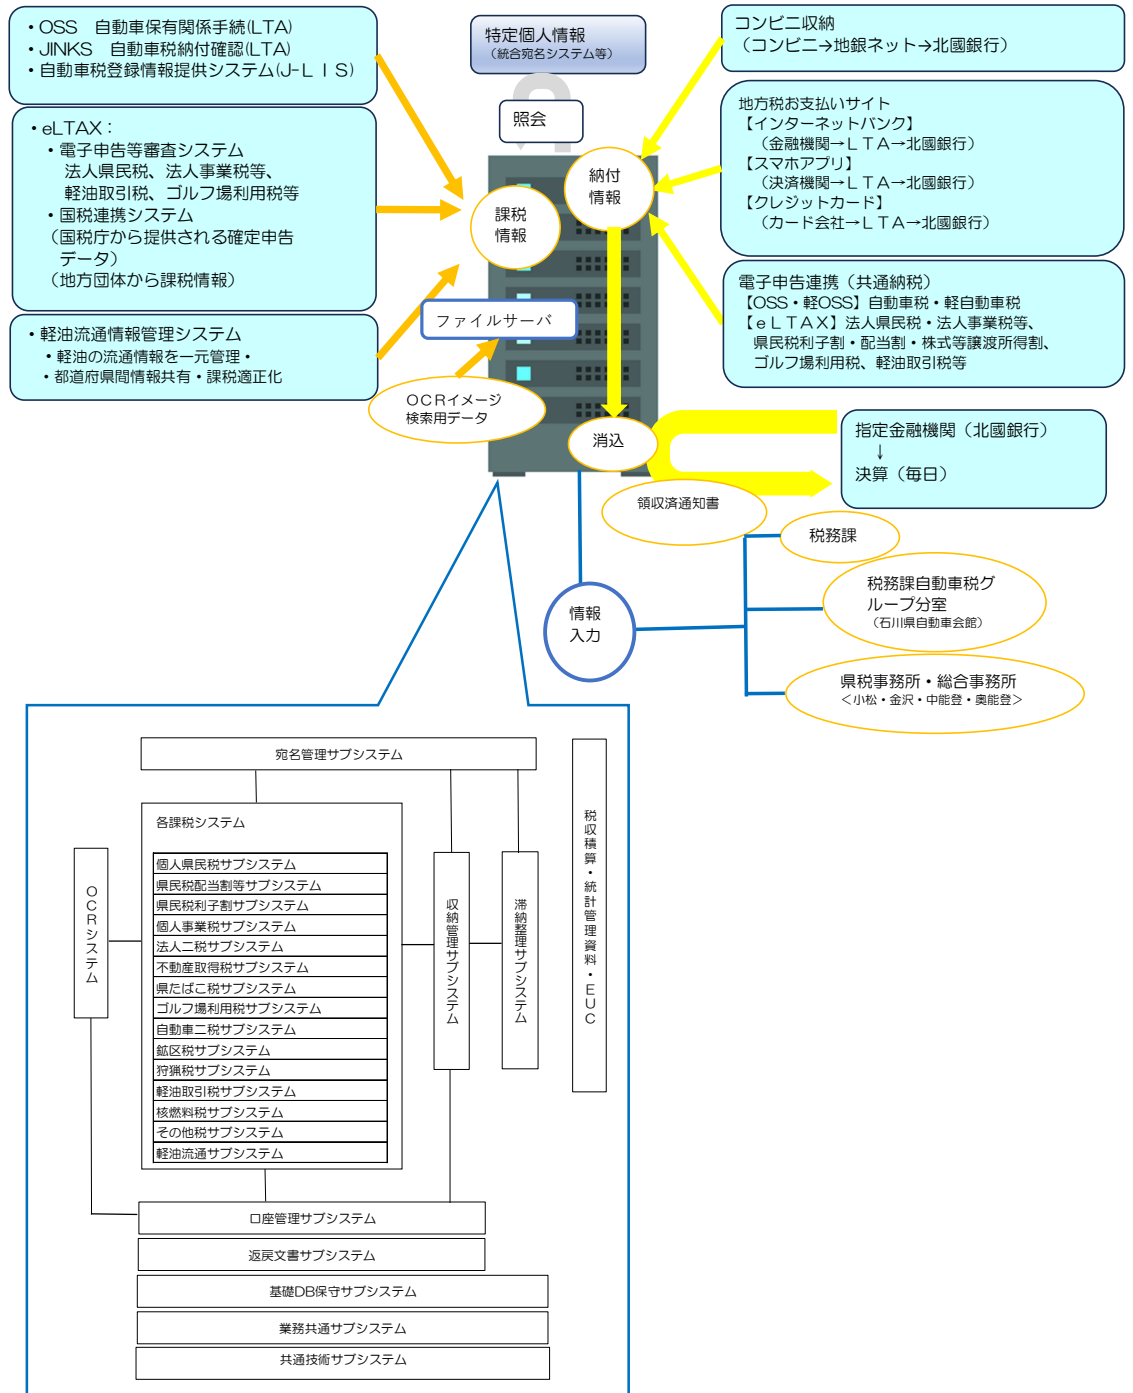 ・OSS　自動車保有関係手続(LTA)
・JINKS　自動車税納付確認(LTA)
・自動車税登録情報提供システム(J-ＬＩS)
特定個人情報
（統合宛名システム等）
コンビニ収納
（コンビニ→地銀ネット→北國銀行）
照会
・eLTAX：
・電子申告等審査システム
法人県民税、法人事業税等、
軽油取引税、ゴルフ場利用税等
・国税連携システム
（国税庁から提供される確定申告
データ）
（地方団体から課税情報）
地方税お支払いサイト
【インターネットバンク】
（金融機関→ＬＴＡ→北國銀行）
【スマホアプリ】
（決済機関→ＬＴＡ→北國銀行）
【クレジットカード】
（カード会社→ＬＴＡ→北國銀行）
納付
情報
課税
情報
電子申告連携（共通納税）
【OSS・軽OSS】自動車税・軽自動車税
【ｅＬＴＡＸ】法人県民税・法人事業税等、
県民税利子割・配当割・株式等譲渡所得割、
ゴルフ場利用税、軽油取引税等
・軽油流通情報管理システム
・軽油の流通情報を一元管理・
・都道府県間情報共有・課税適正化
ファイルサーバ
ＯＣＲイメージ
検索用データ
消込
指定金融機関（北國銀行）
↓
決算（毎日）
領収済通知書
税務課
税務課自動車税グ
ループ分室
（石川県自動車会館）
情報
入力
県税事務所・総合事務所
＜小松・金沢・中能登・奥能登＞
宛名管理サブシステム
各課税システム
個人県民税サブシステム
県民税配当割等サブシステム
県民税利子割サブシステム
個人事業税サブシステム
法人二税サブシステム
不動産取得税サブシステム
県たばこ税サブシステム
ゴルフ場利用税サブシステム
自動車二税サブシステム
鉱区税サブシステム
狩猟税サブシステム
軽油取引税サブシステム
核燃料税サブシステム
その他税サブシステム
軽油流通サブシステム
ＯＣＲシステム
収納管理サブシステム
滞納整理サブシステム
税収積算・統計管理資料・ＥＵＣ
口座管理サブシステム
返戻文書サブシステム
基礎DB保守サブシステム
業務共通サブシステム
共通技術サブシステム